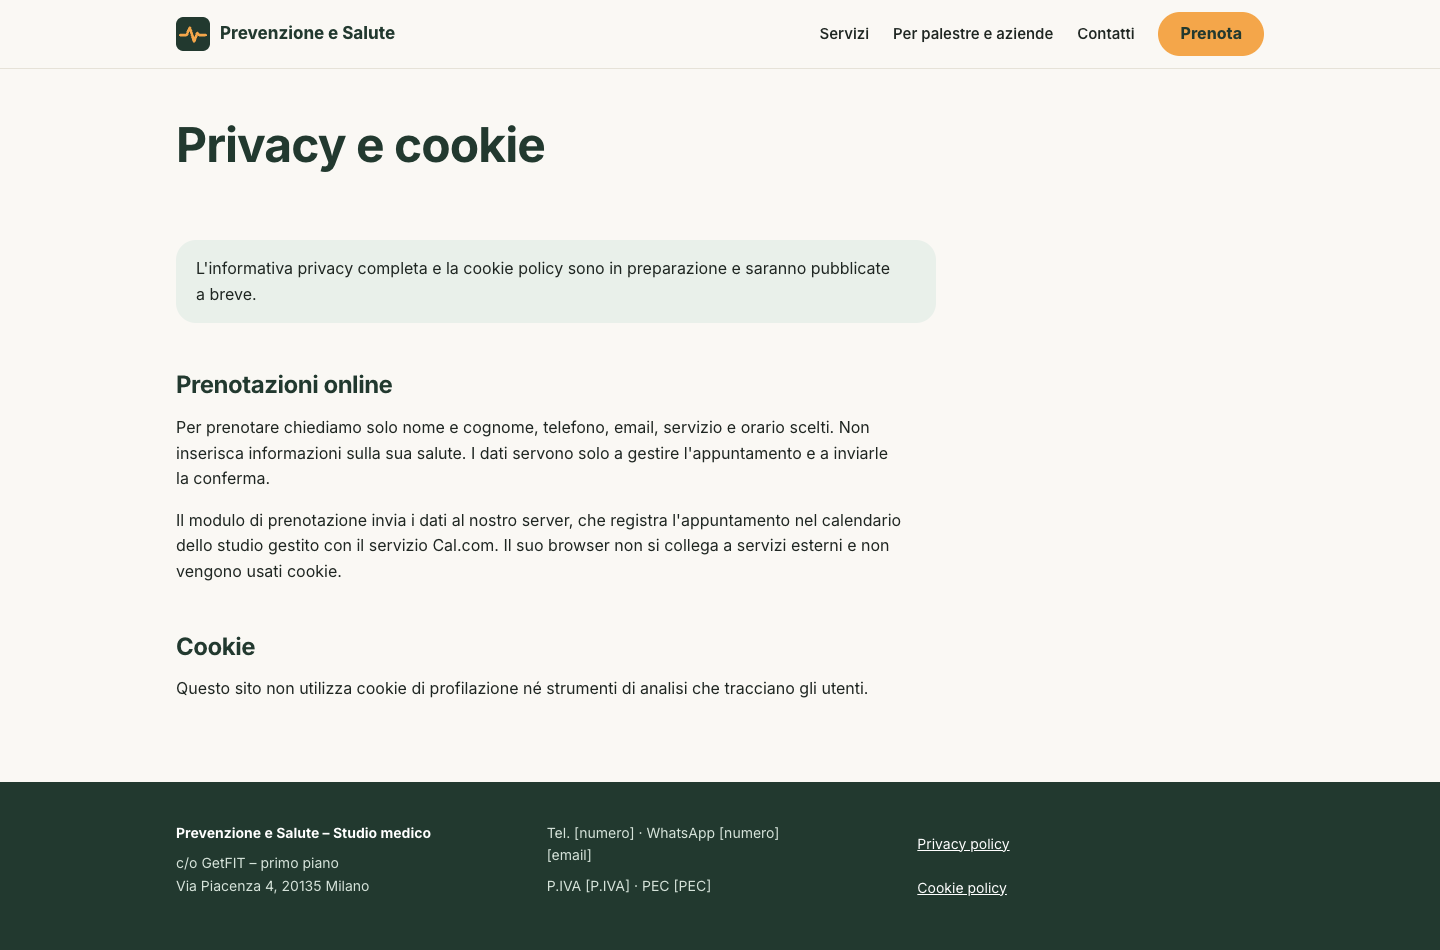 Prevenzione e Salute
Servizi
Per palestre e aziende
Contatti
Prenota
Privacy e cookie
L'informativa privacy completa e la cookie policy sono in preparazione e saranno pubblicate
a breve.
Prenotazioni online
Per prenotare chiediamo solo nome e cognome, telefono, email, servizio e orario scelti. Non
inserisca informazioni sulla sua salute. I dati servono solo a gestire l'appuntamento e a inviarle
la conferma.
Il modulo di prenotazione invia i dati al nostro server, che registra l'appuntamento nel calendario
dello studio gestito con il servizio Cal.com. Il suo browser non si collega a servizi esterni e non
vengono usati cookie.
Cookie
Questo sito non utilizza cookie di profilazione né strumenti di analisi che tracciano gli utenti.
Prevenzione e Salute – Studio medico
c/o GetFIT – primo piano
Via Piacenza 4, 20135 Milano
Tel. [numero] · WhatsApp [numero]
[email]
P.IVA [P.IVA] · PEC [PEC]
Privacy policy
Cookie policy